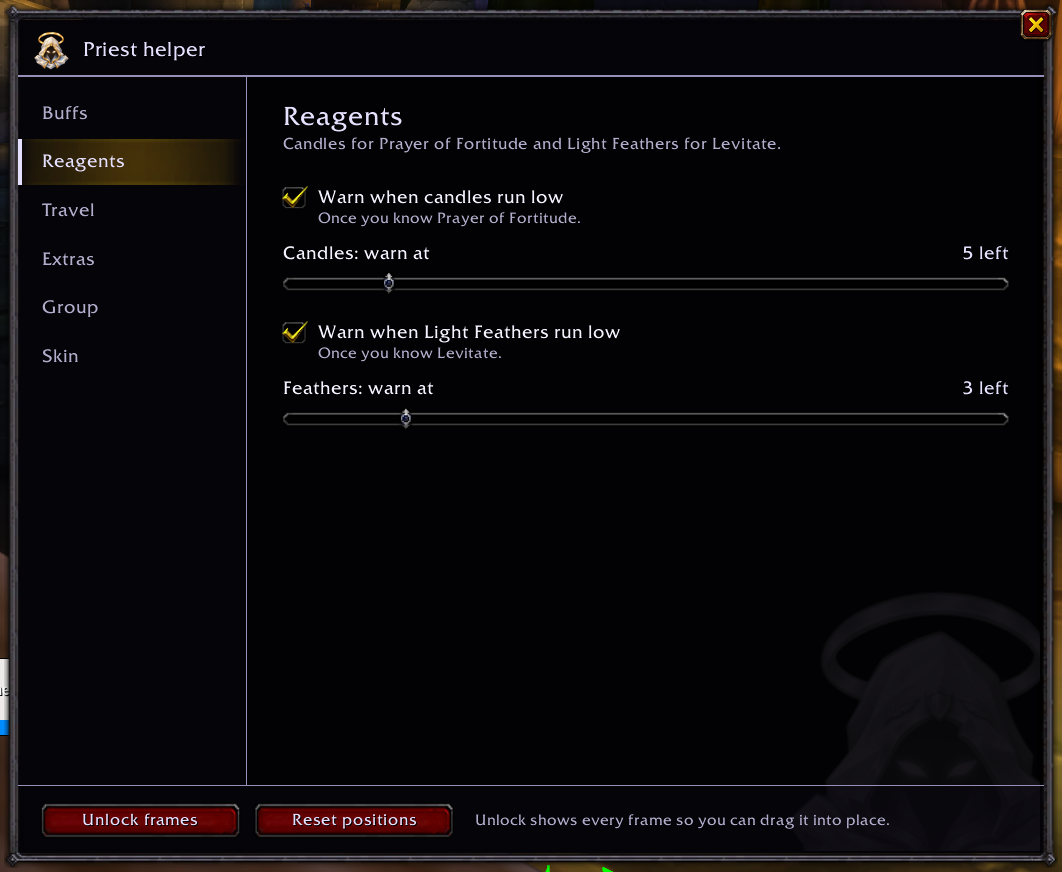 Priest helper
Buffs
Reagents
Travel
Extras
Group
Skin
Reagents
Candles for Prayer of Fortitude and Light Feathers for Levitate.
Warn when candles run low
Once you know Prayer of Fortitude.
Candles: warn at 5 left
Warn when Light Feathers run low
Once you know Levitate.
Feathers: warn at 3 left
Unlock frames
Reset positions
Unlock shows every frame so you can drag it into place.